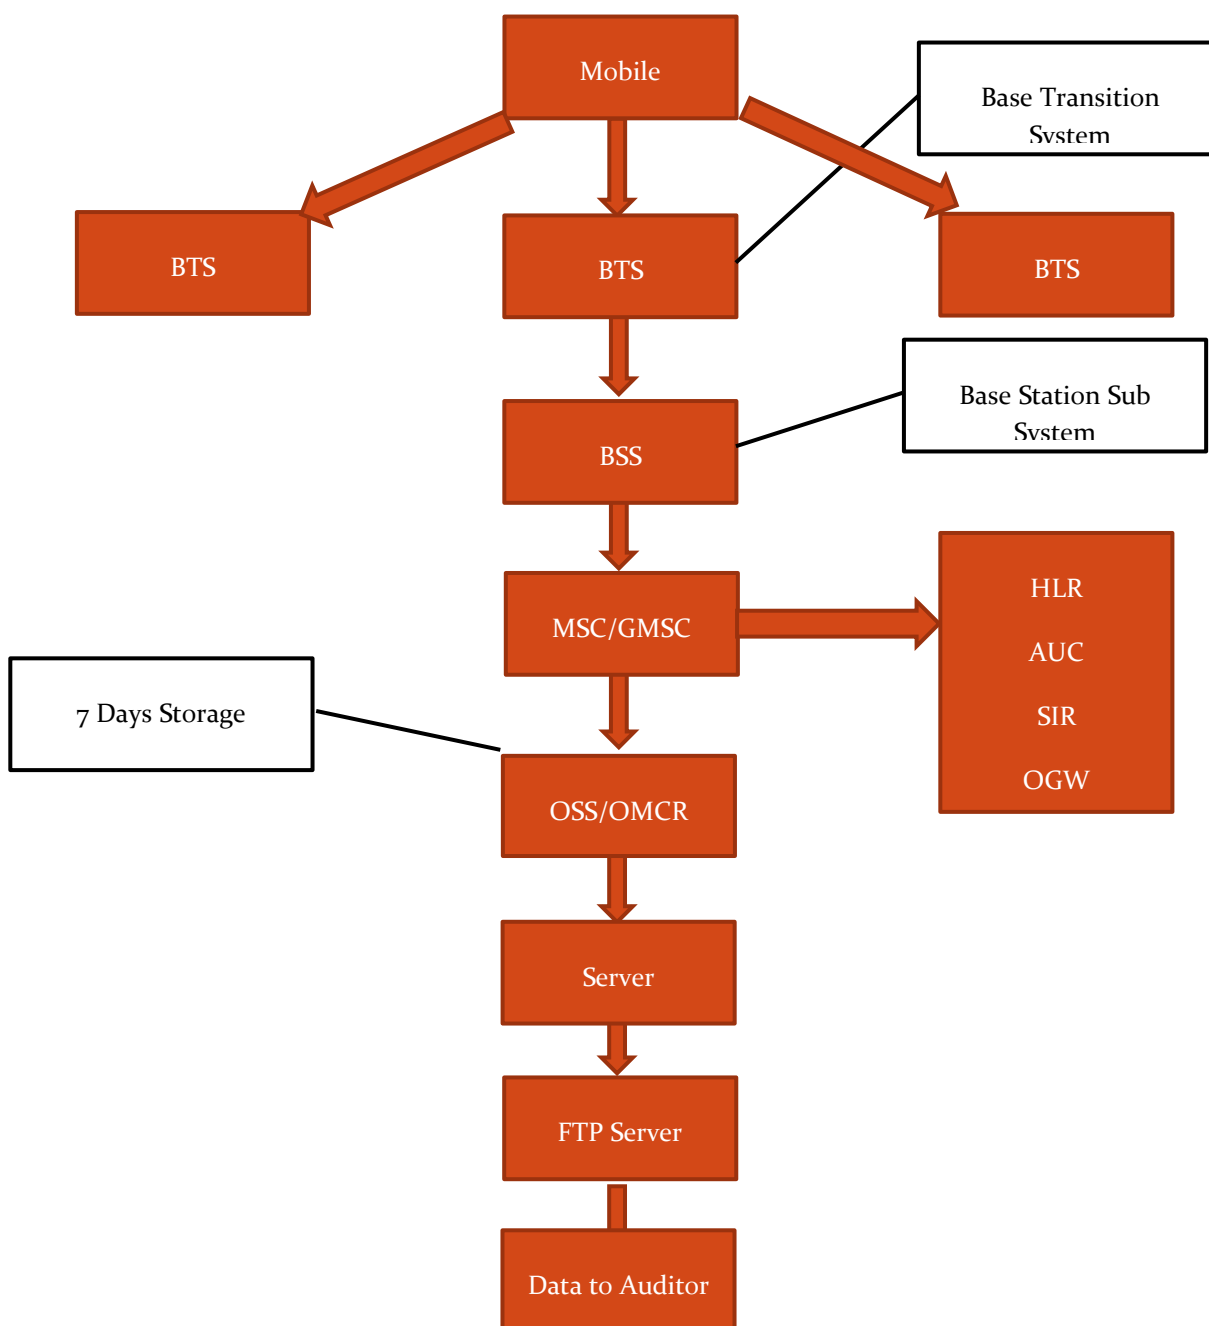 Mobile
Base Transition
System
BTS
BTS
BTS
Base Station Sub
System
BSS
HLR
MSC/GMSC
AUC
7 Days Storage
SIR
OGW
OSS/OMCR
Server
FTP Server
Data to Auditor